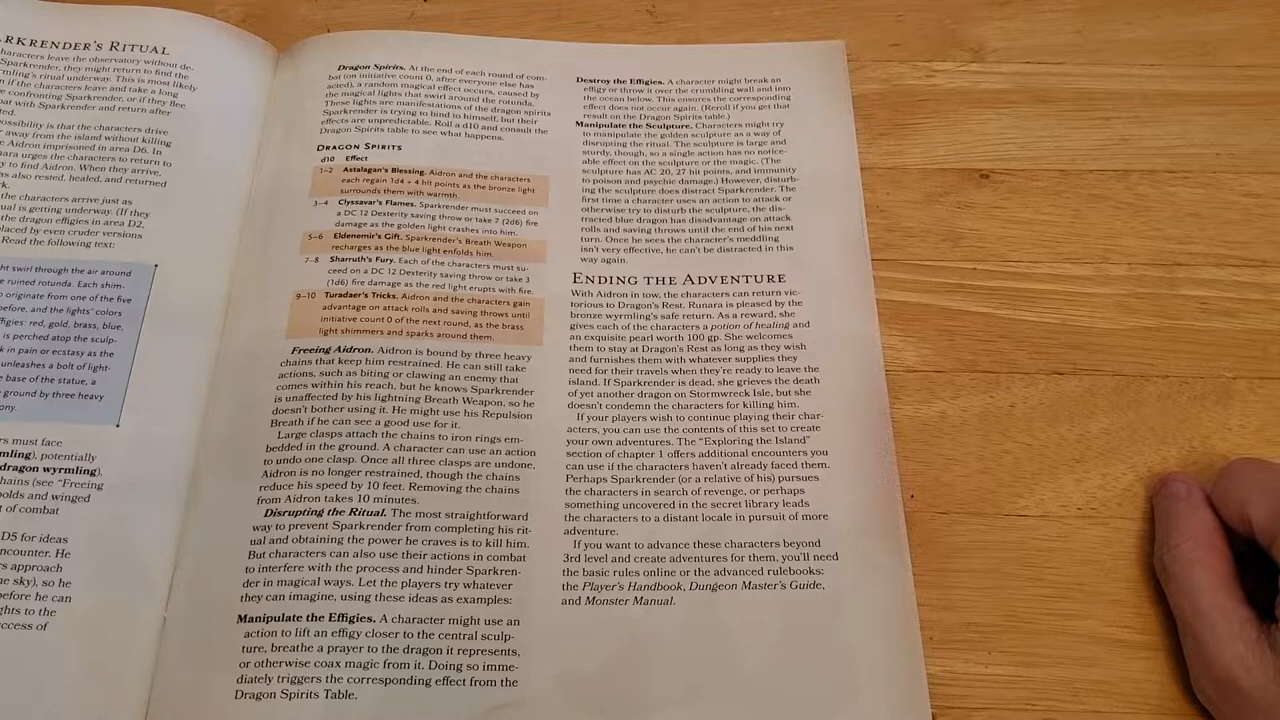 ARKRENDER'S RITUAL
haracters leave the observatory without de-
Sparkrender, they might return to find the
rmling's ritual underway. This is most likely
n if the characters leave and take a long
e confronting Sparkrender, or if they flee
bat with Sparkrender and return after
ted.
ossibility is that the characters drive
r away from the island without killing
e Aidron imprisoned in area D6. In
nara urges the characters to return to
y to find Aidron. When they arrive,
as also rested, healed, and returned
rk.
the characters arrive just as
ual is getting underway. (If they
the dragon effigies in area D2,
placed by even cruder versions
Read the following text:
ht swirl through the air around
e ruined rotunda. Each shim-
o originate from one of the five
before, and the lights' colors
ffigies: red, gold, brass, blue,
is perched atop the sculp-
k in pain or ecstasy as the
unleashes a bolt of light-
e base of the statue, a
ground by three heavy
ony.
rs must face
mling), potentially
dragon wyrmling),
hains (see "Freeing
obolds and winged
t of combat
D5 for ideas
ncounter. He
rs approach
he sky), so he
before he can
ghts to the
uccess of
Dragon Spirits. At the end of each round of com-
bat (on initiative count 0, after everyone else has
acted), a random magical effect occurs, caused by
the magical lights that swirl around the rotunda.
These lights are manifestations of the dragon spirits
Sparkrender is trying to bind to himself, but their
effects are unpredictable. Roll a d10 and consult the
Dragon Spirits table to see what happens.
DRAGON SPIRITS
d10 Effect
1–2 Astalagan's Blessing. Aidron and the characters
each regain 1d4 + 4 hit points as the bronze light
surrounds them with warmth.
3–4 Clyssavar's Flames. Sparkrender must succeed on
a DC 12 Dexterity saving throw or take 7 (2d6) fire
damage as the golden light crashes into him.
5–6 Eldenemir's Gift. Sparkrender's Breath Weapon
recharges as the blue light enfolds him.
7–8 Sharruth's Fury. Each of the characters must suc-
ceed on a DC 12 Dexterity saving throw or take 3
(1d6) fire damage as the red light erupts with fire.
9–10 Turadaer's Tricks. Aidron and the characters gain
advantage on attack rolls and saving throws until
initiative count 0 of the next round, as the brass
light shimmers and sparks around them.
Freeing Aidron. Aidron is bound by three heavy
chains that keep him restrained. He can still take
actions, such as biting or clawing an enemy that
comes within his reach, but he knows Sparkrender
is unaffected by his lightning Breath Weapon, so he
doesn't bother using it. He might use his Repulsion
Breath if he can see a good use for it.
Large clasps attach the chains to iron rings em-
bedded in the ground. A character can use an action
to undo one clasp. Once all three clasps are undone,
Aidron is no longer restrained, though the chains
reduce his speed by 10 feet. Removing the chains
from Aidron takes 10 minutes.
Disrupting the Ritual. The most straightforward
way to prevent Sparkrender from completing his rit-
ual and obtaining the power he craves is to kill him.
But characters can also use their actions in combat
to interfere with the process and hinder Sparkren-
der in magical ways. Let the players try whatever
they can imagine, using these ideas as examples:
Manipulate the Effigies. A character might use an
action to lift an effigy closer to the central sculp-
ture, breathe a prayer to the dragon it represents,
or otherwise coax magic from it. Doing so imme-
diately triggers the corresponding effect from the
Dragon Spirits Table.
Destroy the Effigies. A character might break an
effigy or throw it over the crumbling wall and into
the ocean below. This ensures the corresponding
effect does not occur again. (Reroll if you get that
result on the Dragon Spirits table.)
Manipulate the Sculpture. Characters might try
to manipulate the golden sculpture as a way of
disrupting the ritual. The sculpture is large and
sturdy, though, so a single action has no notice-
able effect on the sculpture or the magic. (The
sculpture has AC 20, 27 hit points, and immunity
to poison and psychic damage.) However, disturb-
ing the sculpture does distract Sparkrender. The
first time a character uses an action to attack or
otherwise try to disturb the sculpture, the dis-
tracted blue dragon has disadvantage on attack
rolls and saving throws until the end of his next
turn. Once he sees the character's meddling
isn't very effective, he can't be distracted in this
way again.
ENDING THE ADVENTURE
With Aidron in tow, the characters can return vic-
torious to Dragon's Rest. Runara is pleased by the
bronze wyrmling's safe return. As a reward, she
gives each of the characters a potion of healing and
an exquisite pearl worth 100 gp. She welcomes
them to stay at Dragon's Rest as long as they wish
and furnishes them with whatever supplies they
need for their travels when they're ready to leave the
island. If Sparkrender is dead, she grieves the death
of yet another dragon on Stormwreck Isle, but she
doesn't condemn the characters for killing him.
If your players wish to continue playing their char-
acters, you can use the contents of this set to create
your own adventures. The "Exploring the Island"
section of chapter 1 offers additional encounters you
can use if the characters haven't already faced them.
Perhaps Sparkrender (or a relative of his) pursues
the characters in search of revenge, or perhaps
something uncovered in the secret library leads
the characters to a distant locale in pursuit of more
adventure.
If you want to advance these characters beyond
3rd level and create adventures for them, you'll need
the basic rules online or the advanced rulebooks:
the Player's Handbook, Dungeon Master's Guide,
and Monster Manual.